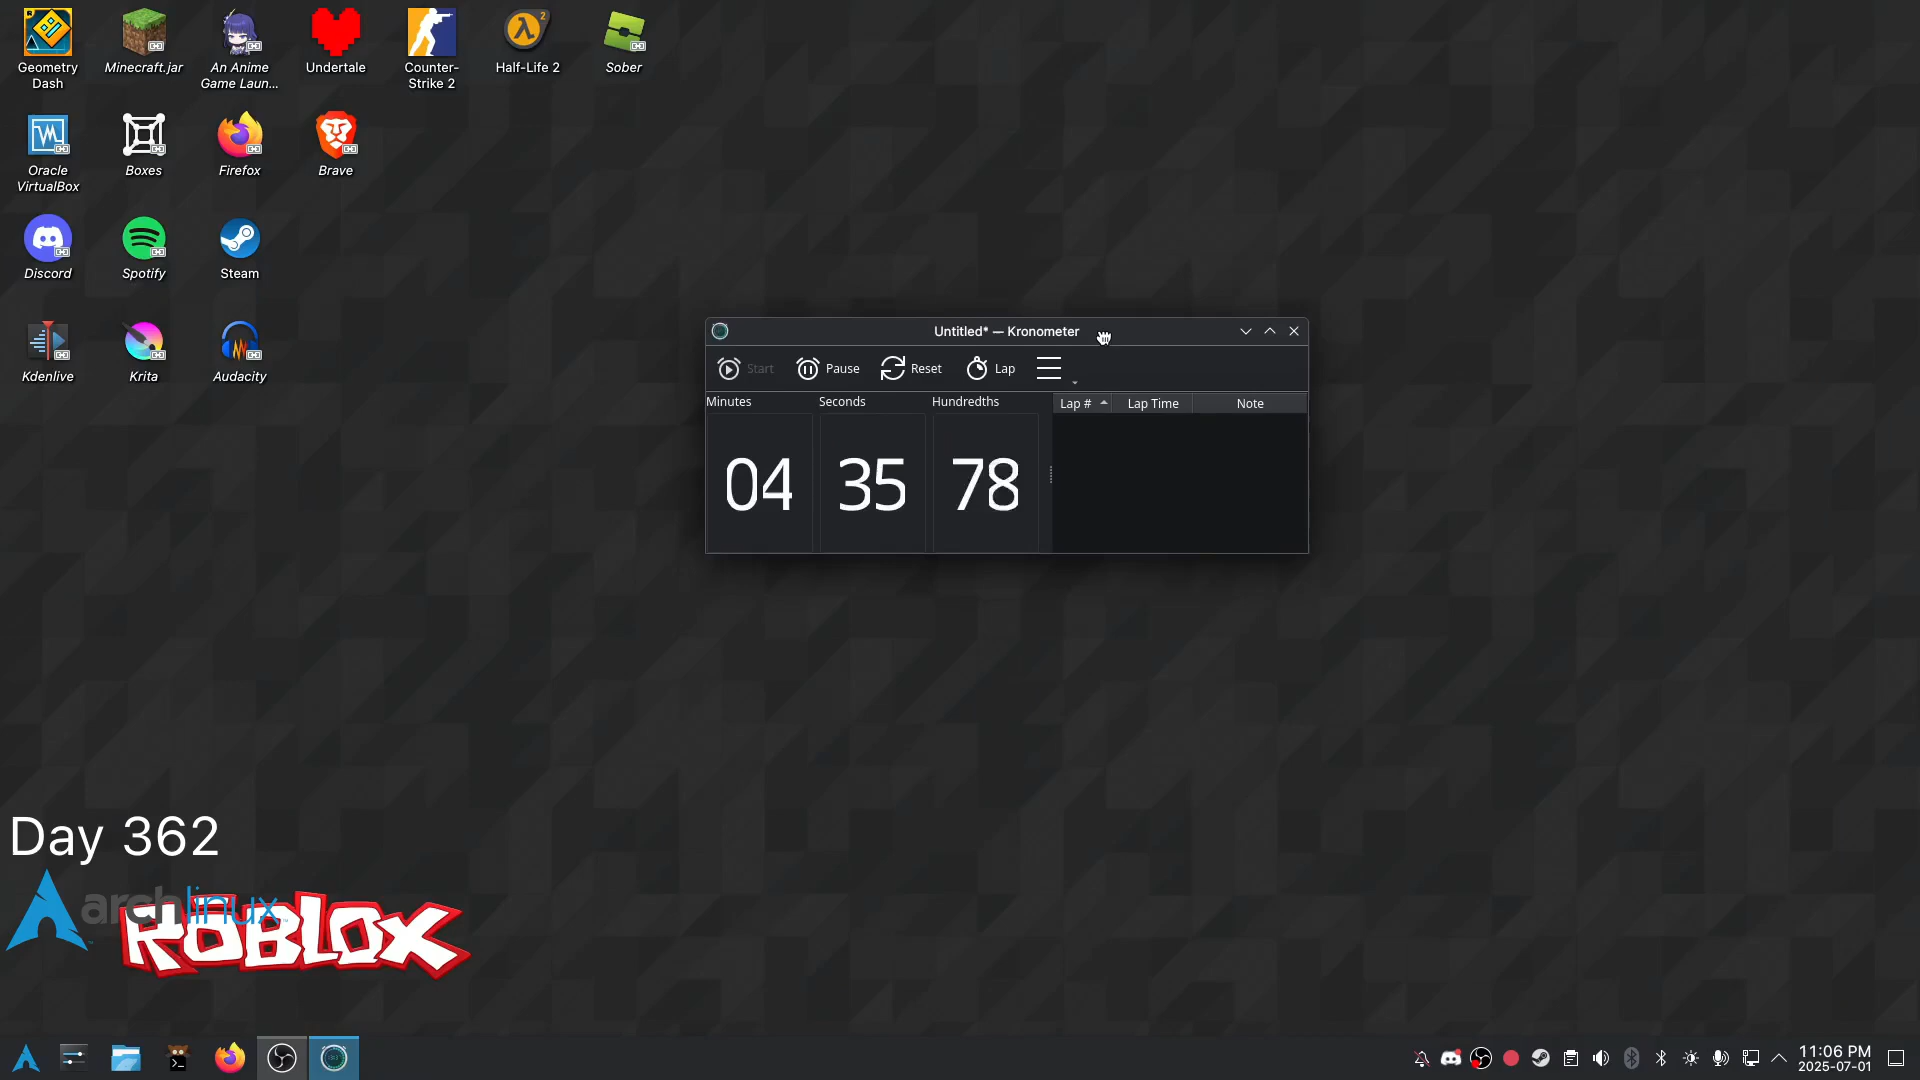 Geometry
Dash
Minecraft.jar
An Anime
Game Laun...
Undertale
Counter-
Strike 2
Half-Life 2
Sober
Oracle
VirtualBox
Boxes
Firefox
Brave
Discord
Spotify
Steam
Kdenlive
Krita
Audacity
Untitled* — Kronometer
Start
Pause
Reset
Lap
Minutes
Seconds
Hundredths
Lap #
Lap Time
Note
04
35
78
Day 362
archlinux
ROBLOX
11:06 PM
2025-07-01